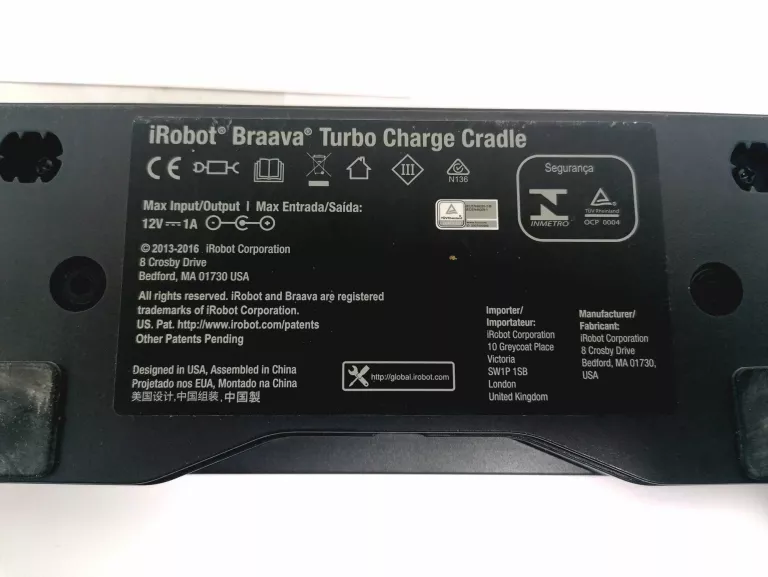 iRobot® Braava® Turbo Charge Cradle
CE
III
N136
Segurança
INMETRO
TÜVRheinland
OCP 0004
Max Input/Output | Max Entrada/Saída:
12V⎓1A
© 2013-2016 iRobot Corporation
8 Crosby Drive
Bedford, MA 01730 USA
All rights reserved. iRobot and Braava are registered
trademarks of iRobot Corporation.
US. Pat. http://www.irobot.com/patents
Other Patents Pending
Designed in USA, Assembled in China
Projetado nos EUA, Montado na China
美国设计,中国组装,中国製
http://global.irobot.com
Importer/
Importateur:
iRobot Corporation
10 Greycoat Place
Victoria
SW1P 1SB
London
United Kingdom
Manufacturer/
Fabricant:
iRobot Corporation
8 Crosby Drive
Bedford, MA 01730,
USA